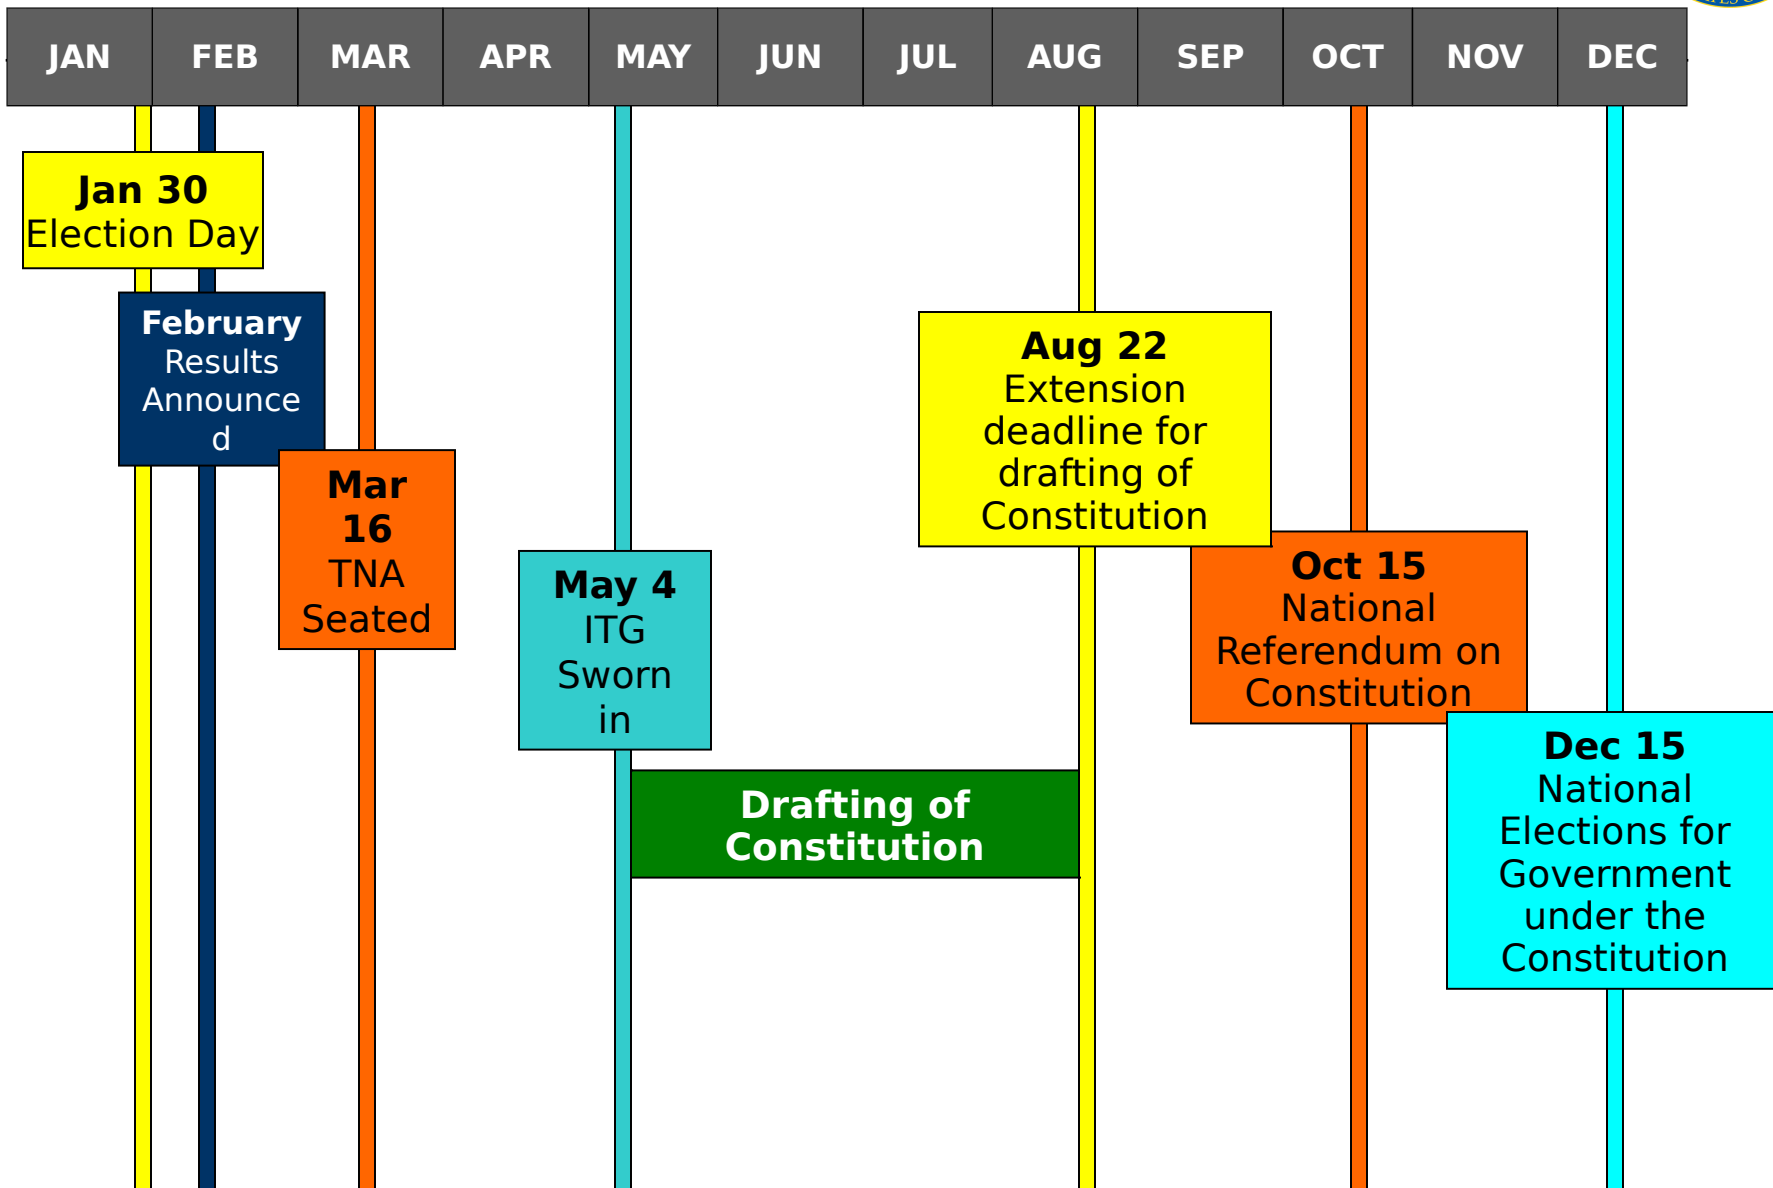 JAN FEB MAR APR MAY JUN JUL AUG SEP OCT NOV DEC
Jan 30
Election Day
February
Results
Announce
d
Mar
16
TNA
Seated
May 4
ITG
Sworn
in
Drafting of
Constitution
Aug 22
Extension
deadline for
drafting of
Constitution
Oct 15
National
Referendum on
Constitution
Dec 15
National
Elections for
Government
under the
Constitution